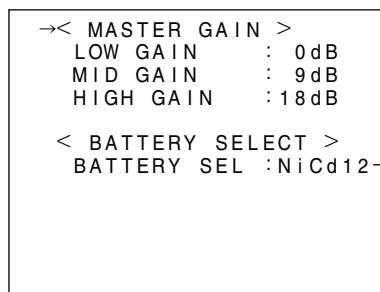 →< MASTER GAIN >
LOW GAIN : 0dB
MID GAIN : 9dB
HIGH GAIN :18dB
< BATTERY SELECT >
BATTERY SEL :NiCd12-